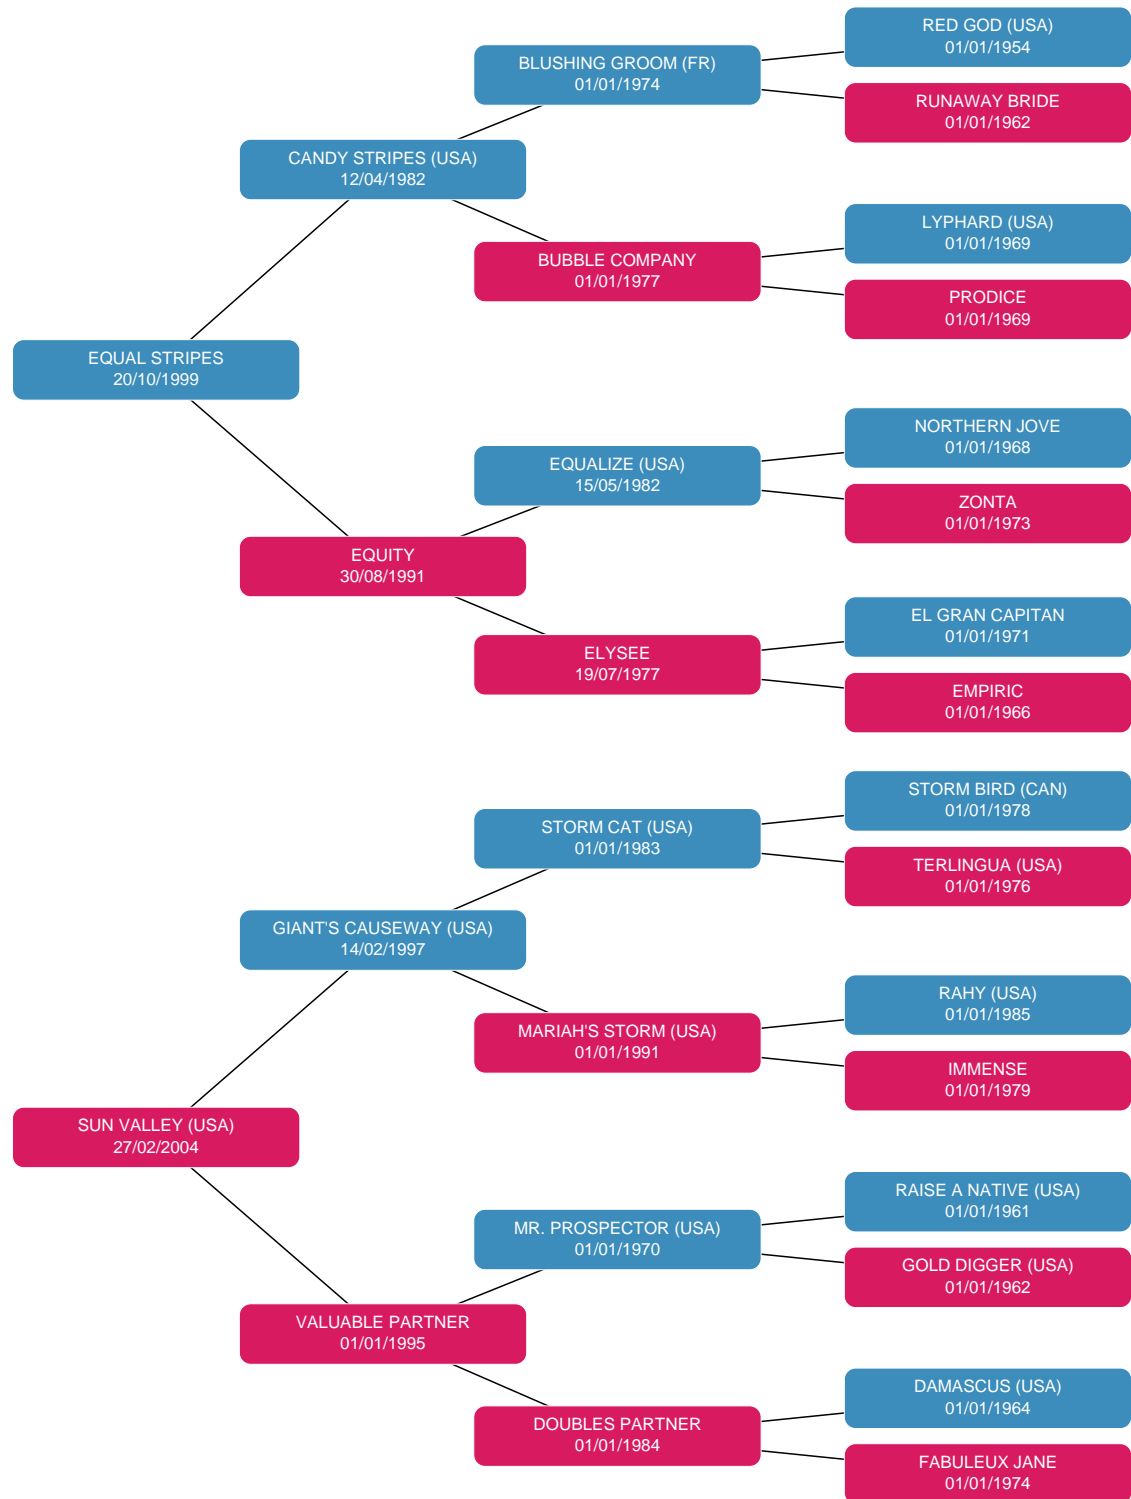 RED GOD (USA)
01/01/1954
BLUSHING GROOM (FR)
01/01/1974
RUNAWAY BRIDE
01/01/1962
CANDY STRIPES (USA)
12/04/1982
LYPHARD (USA)
01/01/1969
BUBBLE COMPANY
01/01/1977
PRODICE
01/01/1969
EQUAL STRIPES
20/10/1999
NORTHERN JOVE
01/01/1968
EQUALIZE (USA)
15/05/1982
ZONTA
01/01/1973
EQUITY
30/08/1991
EL GRAN CAPITAN
01/01/1971
ELYSEE
19/07/1977
EMPIRIC
01/01/1966
STORM BIRD (CAN)
01/01/1978
STORM CAT (USA)
01/01/1983
TERLINGUA (USA)
01/01/1976
GIANT'S CAUSEWAY (USA)
14/02/1997
RAHY (USA)
01/01/1985
MARIAH'S STORM (USA)
01/01/1991
IMMENSE
01/01/1979
SUN VALLEY (USA)
27/02/2004
RAISE A NATIVE (USA)
01/01/1961
MR. PROSPECTOR (USA)
01/01/1970
GOLD DIGGER (USA)
01/01/1962
VALUABLE PARTNER
01/01/1995
DAMASCUS (USA)
01/01/1964
DOUBLES PARTNER
01/01/1984
FABULEUX JANE
01/01/1974